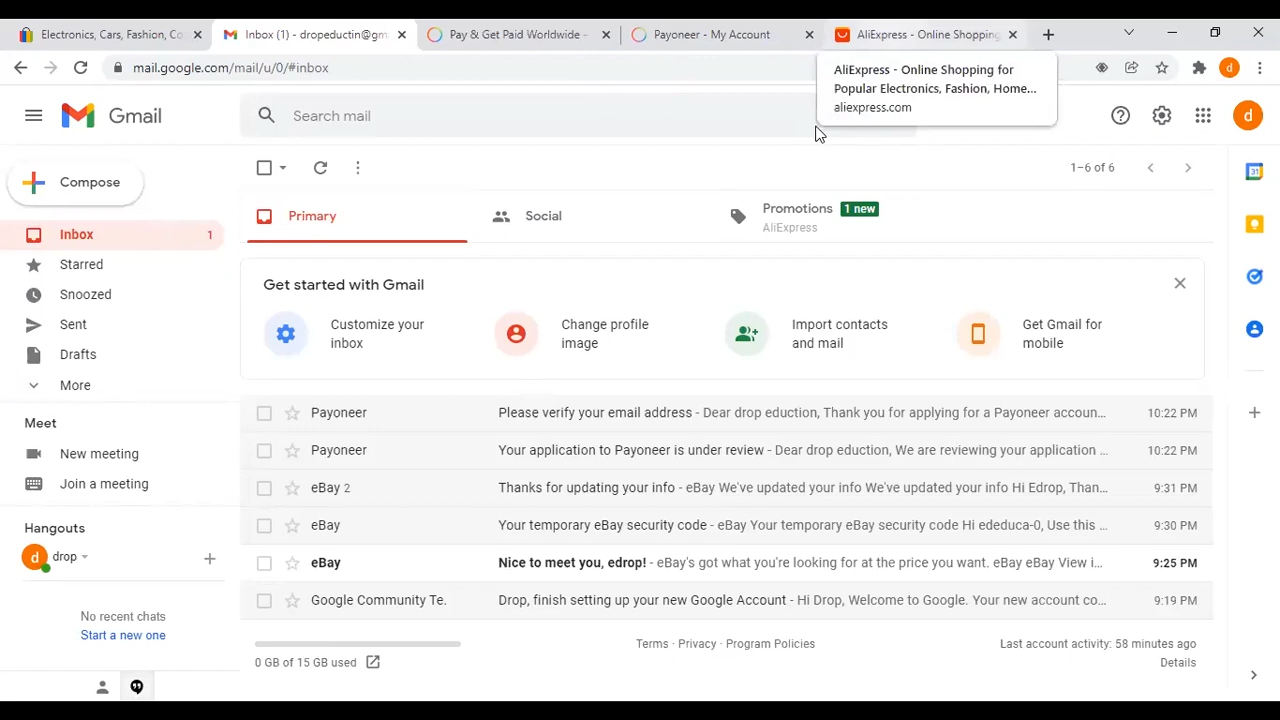 Electronics, Cars, Fashion, Co
Inbox (1) - dropeductin@gm
Pay & Get Paid Worldwide -
Payoneer - My Account
AliExpress - Online Shopping
mail.google.com/mail/u/0/#inbox
d
AliExpress - Online Shopping for
Popular Electronics, Fashion, Home...
aliexpress.com
Gmail
Search mail
d
Compose
1–6 of 6
Primary
Social
Promotions 1 new
AliExpress
Inbox 1
Starred
Snoozed
Sent
Drafts
More
Get started with Gmail
Customize your
inbox
Change profile
image
Import contacts
and mail
Get Gmail for
mobile
Payoneer Please verify your email address - Dear drop eduction, Thank you for applying for a Payoneer accoun... 10:22 PM
Payoneer Your application to Payoneer is under review - Dear drop eduction, We are reviewing your application ... 10:22 PM
eBay 2 Thanks for updating your info - eBay We've updated your info We've updated your info Hi Edrop, Than... 9:31 PM
eBay Your temporary eBay security code - eBay Your temporary eBay security code Hi ededuca-0, Use this ... 9:30 PM
eBay Nice to meet you, edrop! - eBay's got what you're looking for at the price you want. eBay eBay View i... 9:25 PM
Google Community Te. Drop, finish setting up your new Google Account - Hi Drop, Welcome to Google. Your new account co... 9:19 PM
Meet
New meeting
Join a meeting
Hangouts
d drop
No recent chats
Start a new one
0 GB of 15 GB used
Terms · Privacy · Program Policies
Last account activity: 58 minutes ago
Details
31